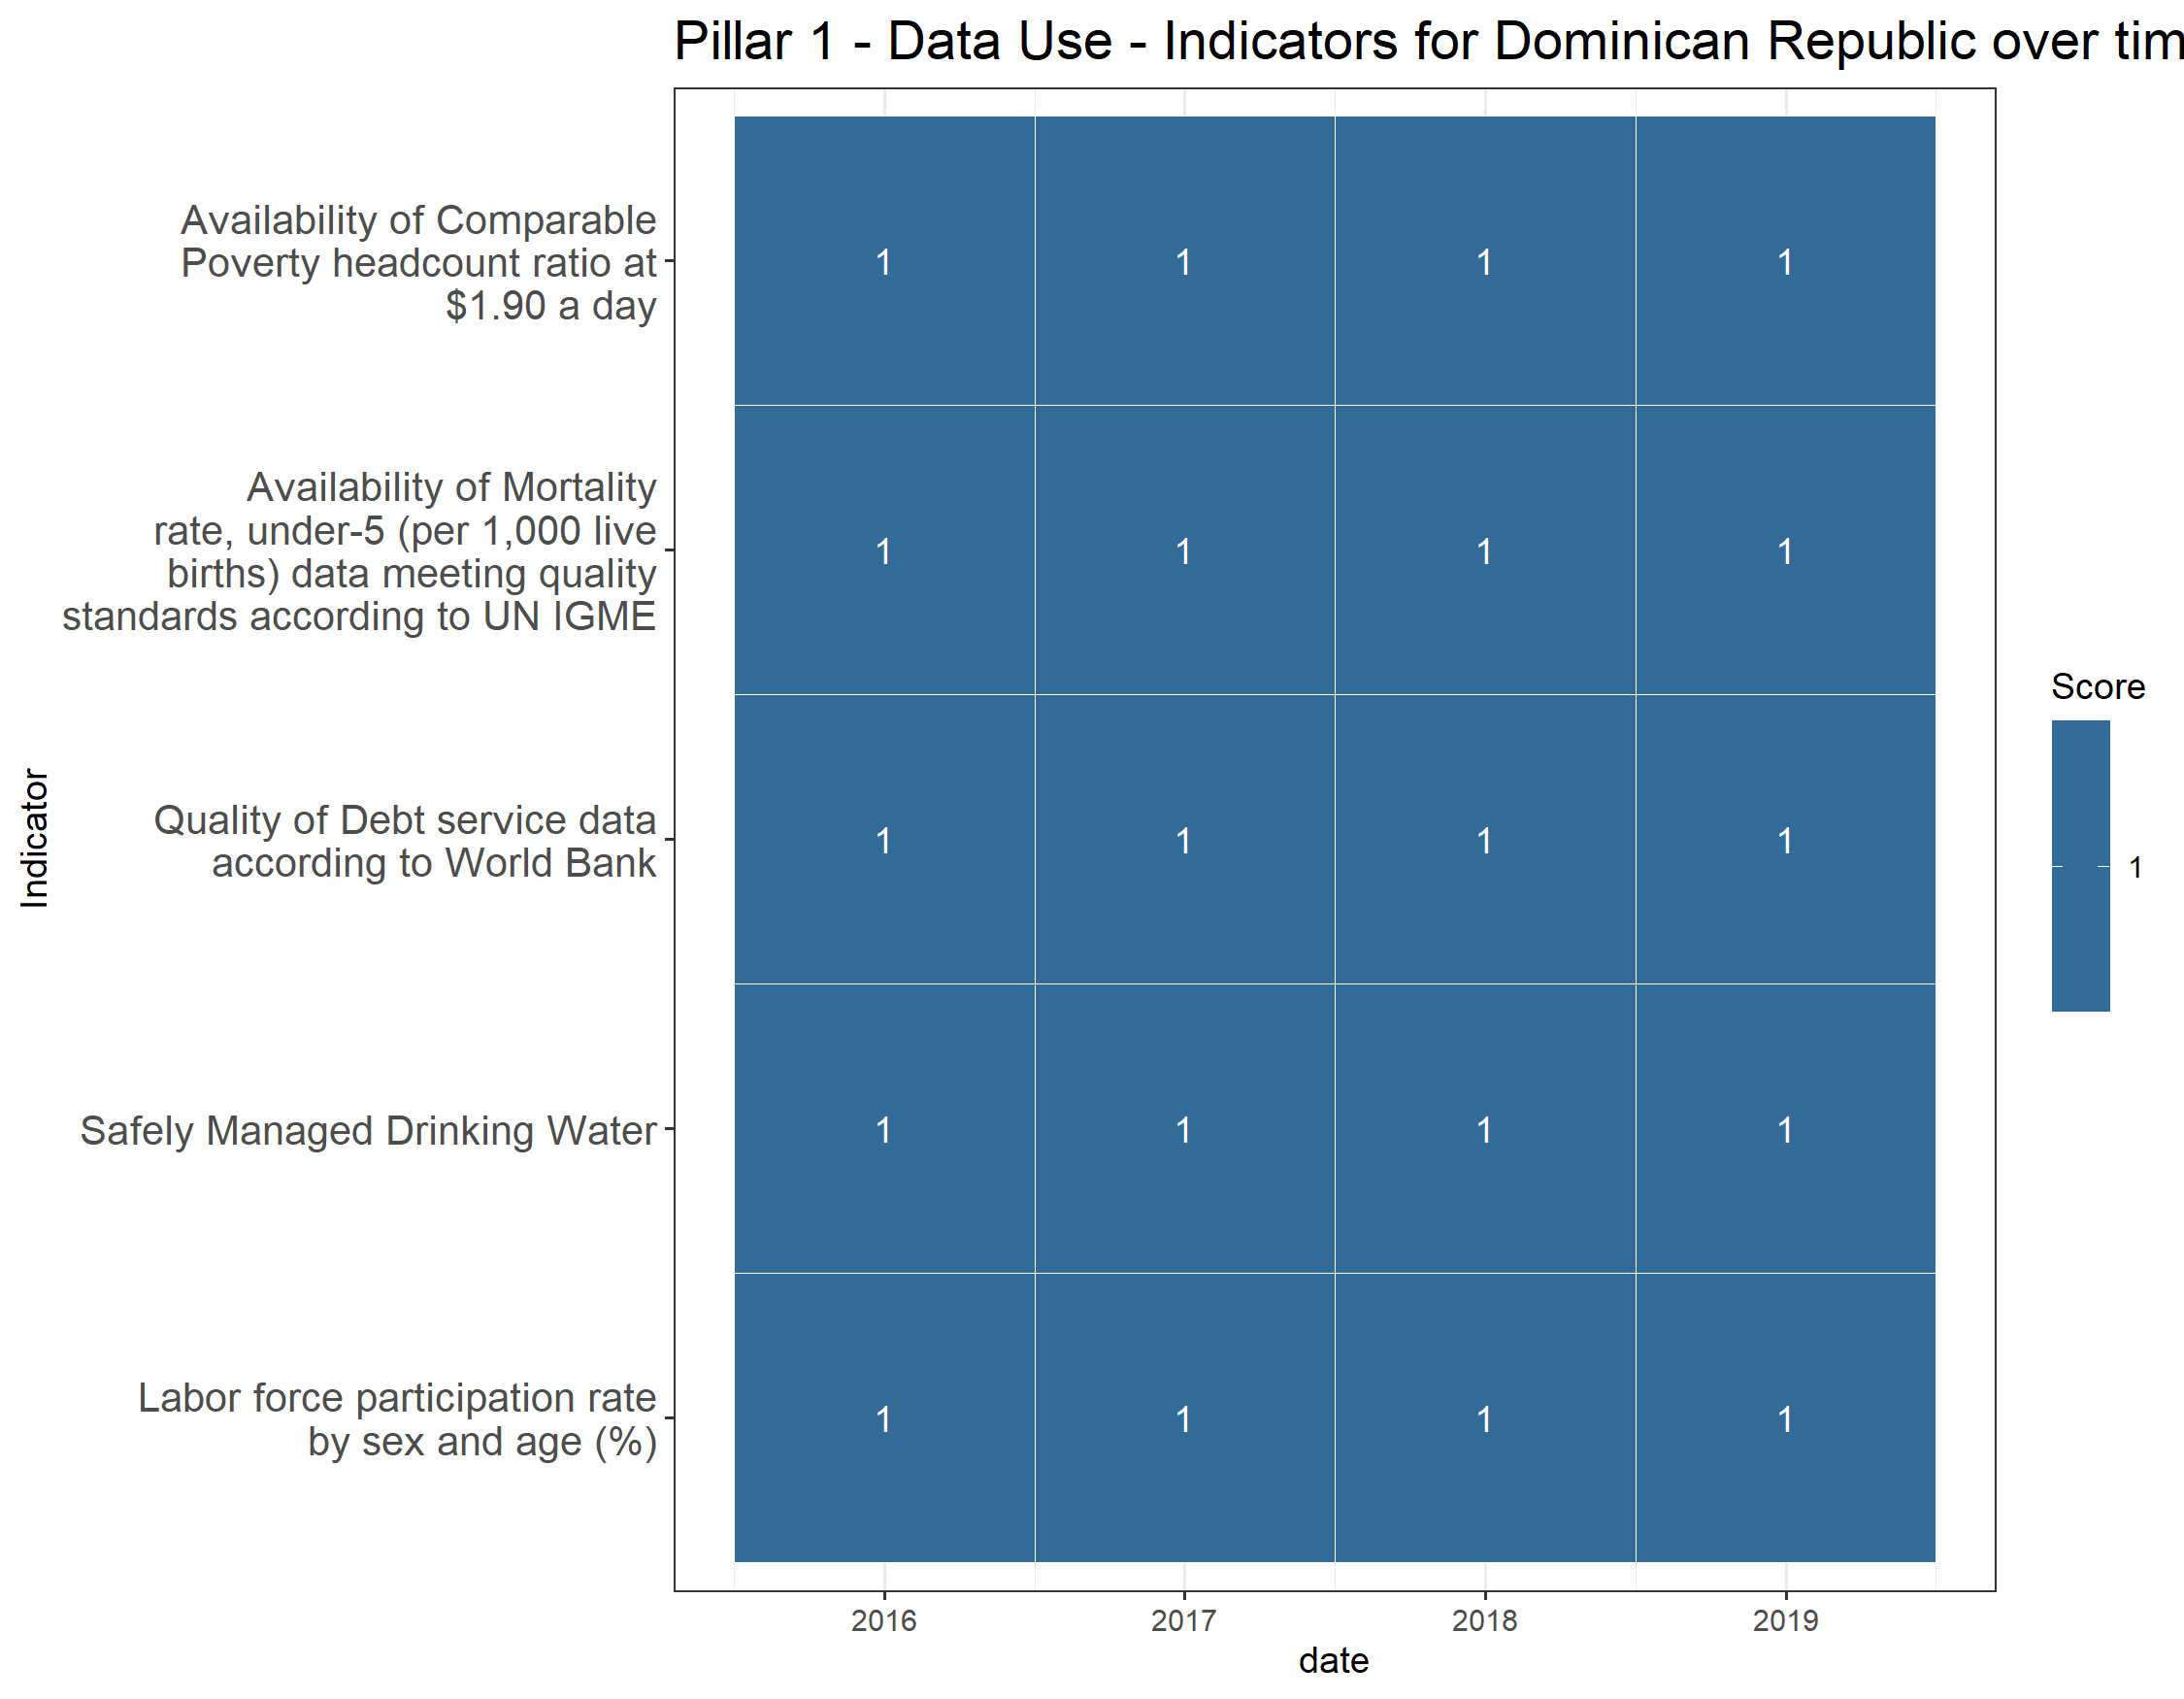 Pillar 1 - Data Use - Indicators for Dominican Republic over tim
Availability of Comparable
Poverty headcount ratio at
$1.90 a day
1 1 1 1
Availability of Mortality
rate, under-5 (per 1,000 live
births) data meeting quality
standards according to UN IGME
1 1 1 1
Quality of Debt service data
according to World Bank
1 1 1 1
Safely Managed Drinking Water
1 1 1 1
Labor force participation rate
by sex and age (%)
1 1 1 1
Indicator
2016 2017 2018 2019
date
Score
1